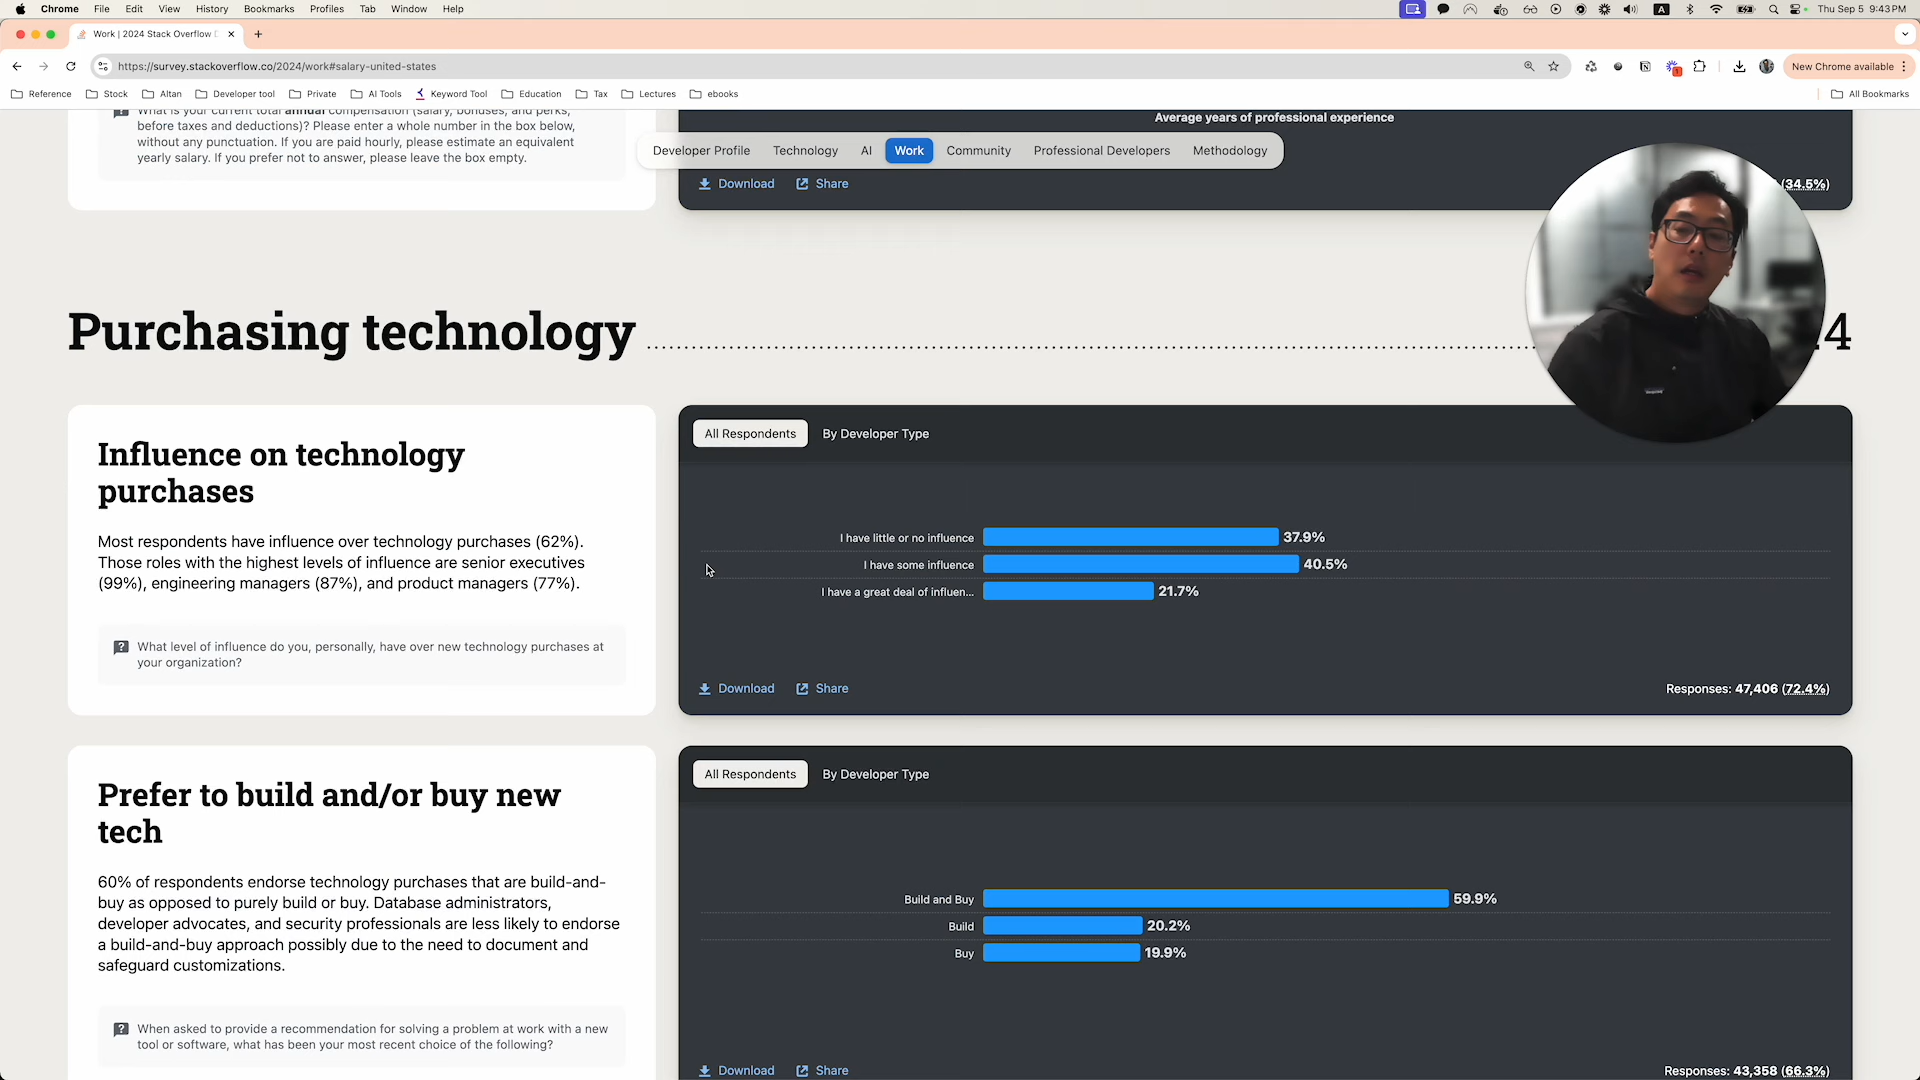 Chrome File Edit View History Bookmarks Profiles Tab Window Help
A
Thu Sep 5 9:43 PM
Work | 2024 Stack Overflow
https://survey.stackoverflow.co/2024/work#salary-united-states
New Chrome available
Reference Stock Altan Developer tool Private AI Tools Keyword Tool Education Tax Lectures ebooks
All Bookmarks
What is your current total annual compensation (salary, bonuses, and perks,
before taxes and deductions)? Please enter a whole number in the box below,
without any punctuation. If you are paid hourly, please estimate an equivalent
yearly salary. If you prefer not to answer, please leave the box empty.
Average years of professional experience
Developer Profile Technology AI Work Community Professional Developers Methodology
Download Share
(34.5%)
Purchasing technology
4
Influence on technology
purchases
Most respondents have influence over technology purchases (62%).
Those roles with the highest levels of influence are senior executives
(99%), engineering managers (87%), and product managers (77%).
What level of influence do you, personally, have over new technology purchases at
your organization?
All Respondents By Developer Type
I have little or no influence 37.9%
I have some influence 40.5%
I have a great deal of influen... 21.7%
Download Share
Responses: 47,406 (72.4%)
Prefer to build and/or buy new
tech
60% of respondents endorse technology purchases that are build-and-
buy as opposed to purely build or buy. Database administrators,
developer advocates, and security professionals are less likely to endorse
a build-and-buy approach possibly due to the need to document and
safeguard customizations.
When asked to provide a recommendation for solving a problem at work with a new
tool or software, what has been your most recent choice of the following?
All Respondents By Developer Type
Build and Buy 59.9%
Build 20.2%
Buy 19.9%
Download Share
Responses: 43,358 (66.3%)